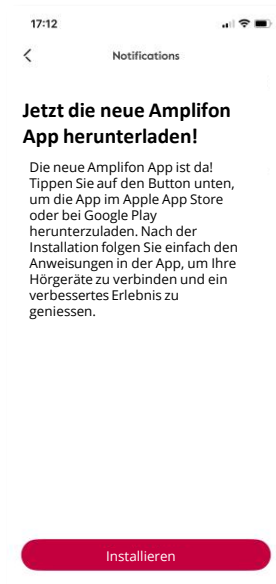 17:12
Notifications
Jetzt die neue Amplifon
App herunterladen!
Die neue Amplifon App ist da!
Tippen Sie auf den Button unten,
um die App im Apple App Store
oder bei Google Play
herunterzuladen. Nach der
Installation folgen Sie einfach den
Anweisungen in der App, um Ihre
Hörgeräte zu verbinden und ein
verbessertes Erlebnis zu
geniessen.
Installieren